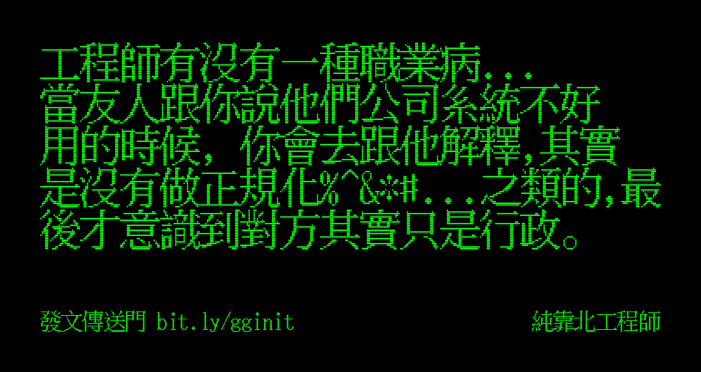 工程師有沒有一種職業病...
當友人跟你說他們公司系統不好
用的時候, 你會去跟他解釋,其實
是沒有做正規化%^&*#...之類的,最
後才意識到對方其實只是行政。
發文傳送門 bit.ly/gginit
純靠北工程師